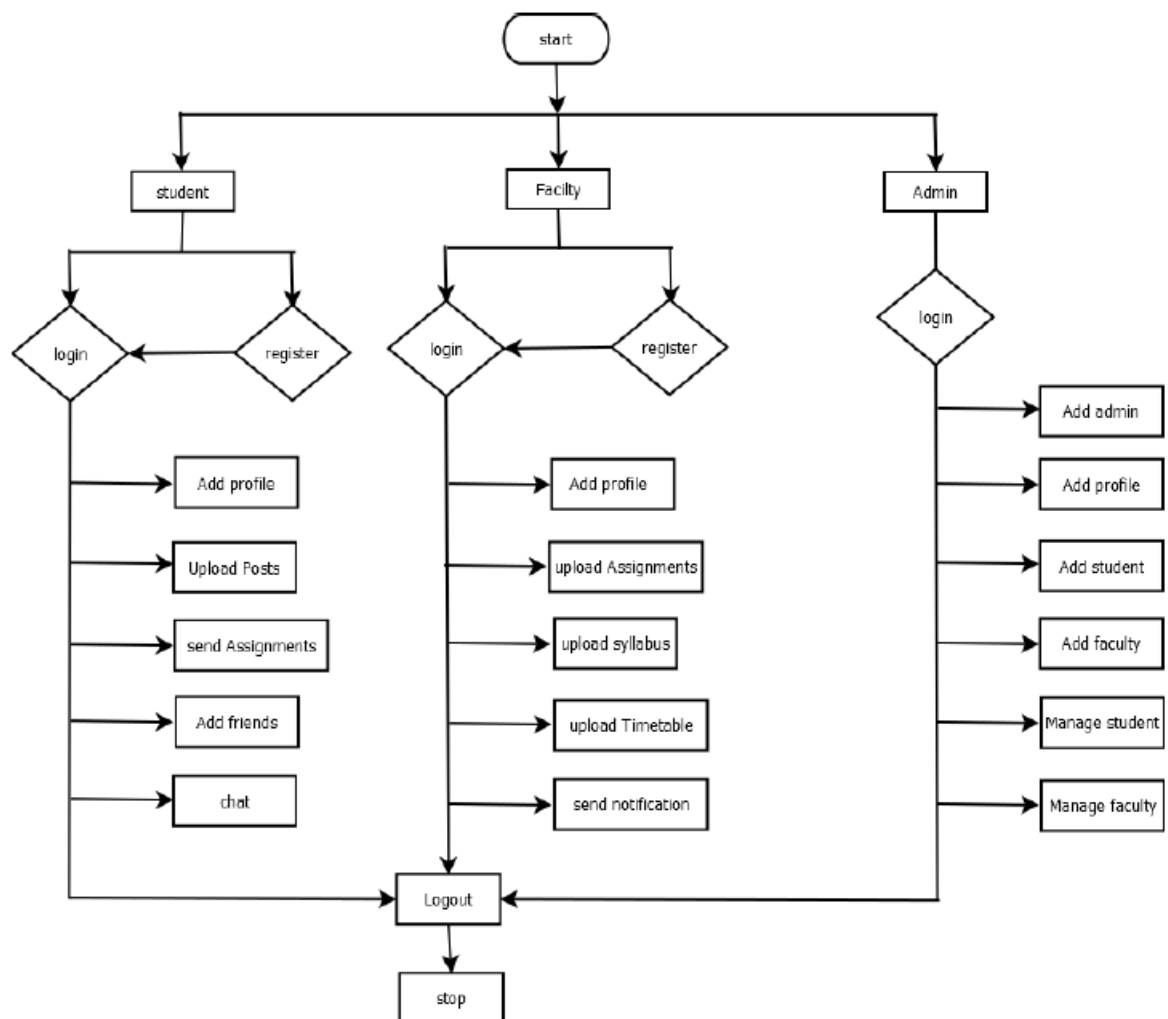 start
student
Facilty
Admin
login
register
login
register
login
Add profile
Upload Posts
send Assignments
Add friends
chat
Add profile
upload Assignments
upload syllabus
upload Timetable
send notification
Add admin
Add profile
Add student
Add faculty
Manage student
Manage faculty
Logout
stop